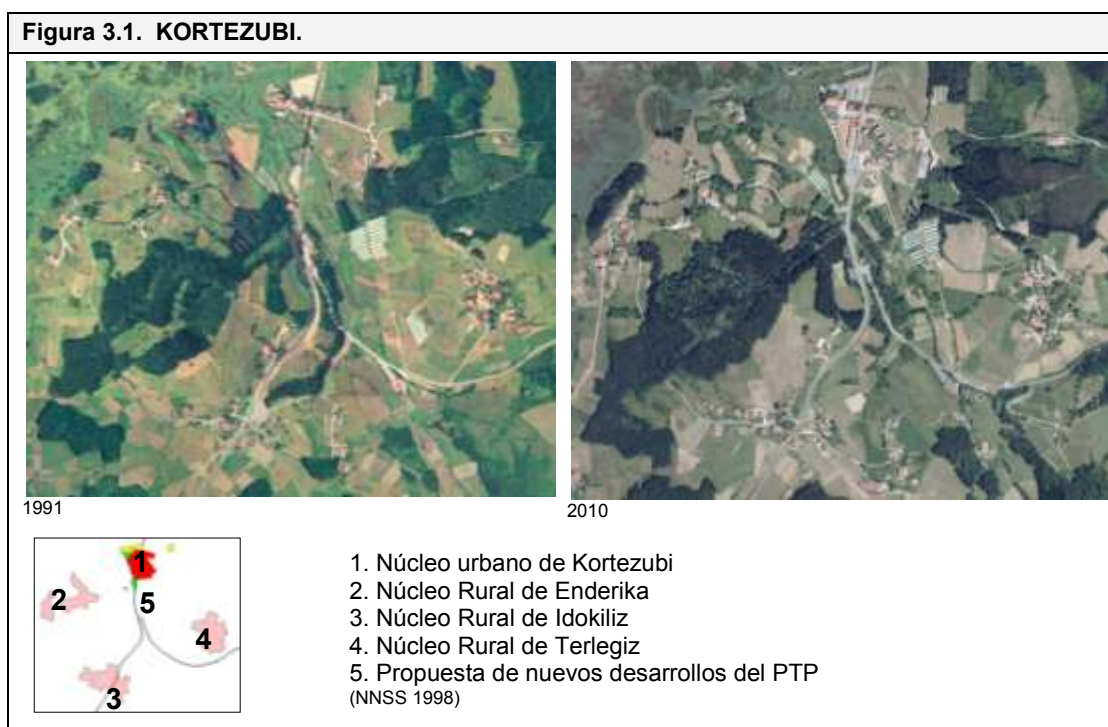 Figura 3.1. KORTEZUBI.
1991
2010
1
2
5
4
3
1. Núcleo urbano de Kortezubi
2. Núcleo Rural de Enderika
3. Núcleo Rural de Idokiliz
4. Núcleo Rural de Terlegiz
5. Propuesta de nuevos desarrollos del PTP
(NNSS 1998)